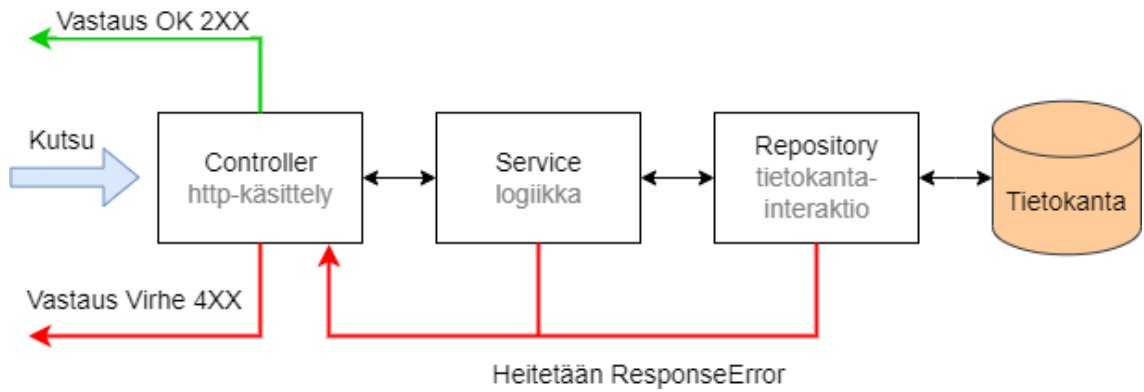 Vastaus OK 2XX
Kutsu
Controller
http-käsittely
Service
logiikka
Repository
tietokanta-
interaktio
Tietokanta
Vastaus Virhe 4XX
Heitetään ResponseError